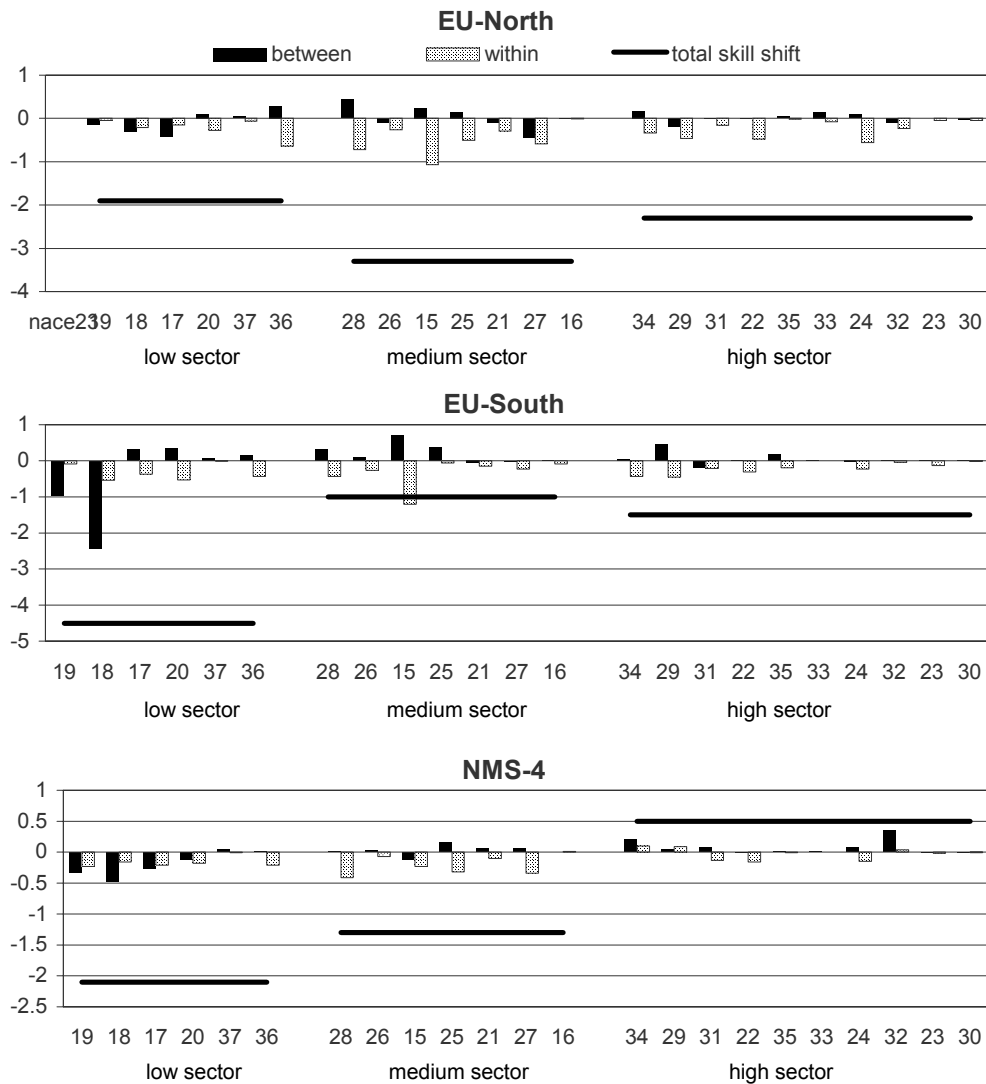 EU-North
between within total skill shift
1
0
-1
-2
-3
-4
nace23 19 18 17 20 37 36 28 26 15 25 21 27 16 34 29 31 22 35 33 24 32 23 30
low sector medium sector high sector
EU-South
1
0
-1
-2
-3
-4
-5
19 18 17 20 37 36 28 26 15 25 21 27 16 34 29 31 22 35 33 24 32 23 30
low sector medium sector high sector
NMS-4
1
0.5
0
-0.5
-1
-1.5
-2
-2.5
19 18 17 20 37 36 28 26 15 25 21 27 16 34 29 31 22 35 33 24 32 23 30
low sector medium sector high sector